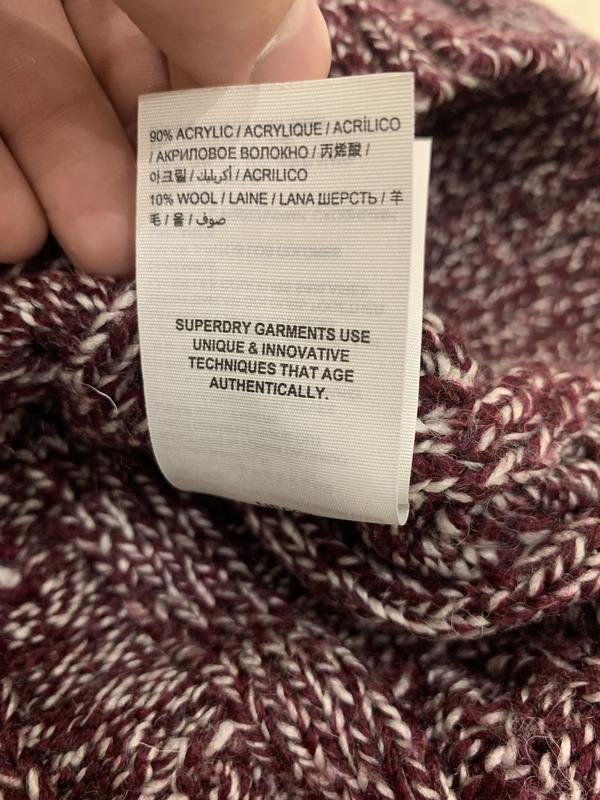 90% ACRYLIC / ACRYLIQUE / ACRÍLICO
/ АКРИЛОВОЕ ВОЛОКНО / 丙烯酸 /
아크릴 / أكريليك / ACRILICO
10% WOOL / LAINE / LANA ШЕРСТЬ / 羊
毛 / 울 / صوف
SUPERDRY GARMENTS USE
UNIQUE & INNOVATIVE
TECHNIQUES THAT AGE
AUTHENTICALLY.